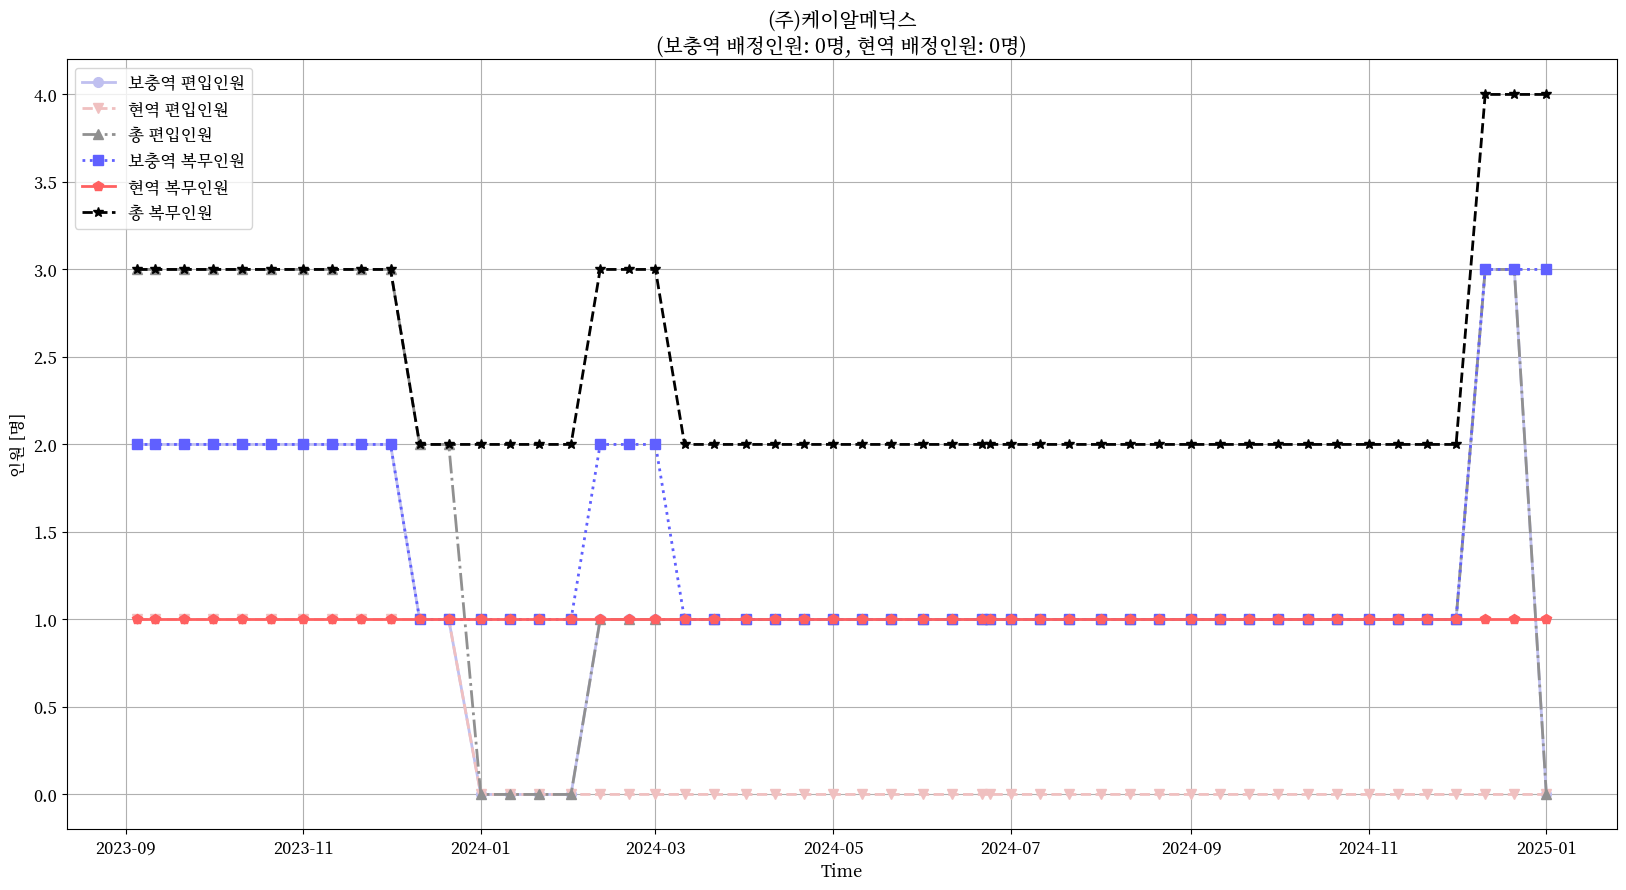 (주)케이알메딕스
(보충역 배정인원: 0명, 현역 배정인원: 0명)
보충역 편입인원
현역 편입인원
총 편입인원
보충역 복무인원
현역 복무인원
총 복무인원
인원 [명]
4.0
3.5
3.0
2.5
2.0
1.5
1.0
0.5
0.0
2023-09
2023-11
2024-01
2024-03
2024-05
2024-07
2024-09
2024-11
2025-01
Time